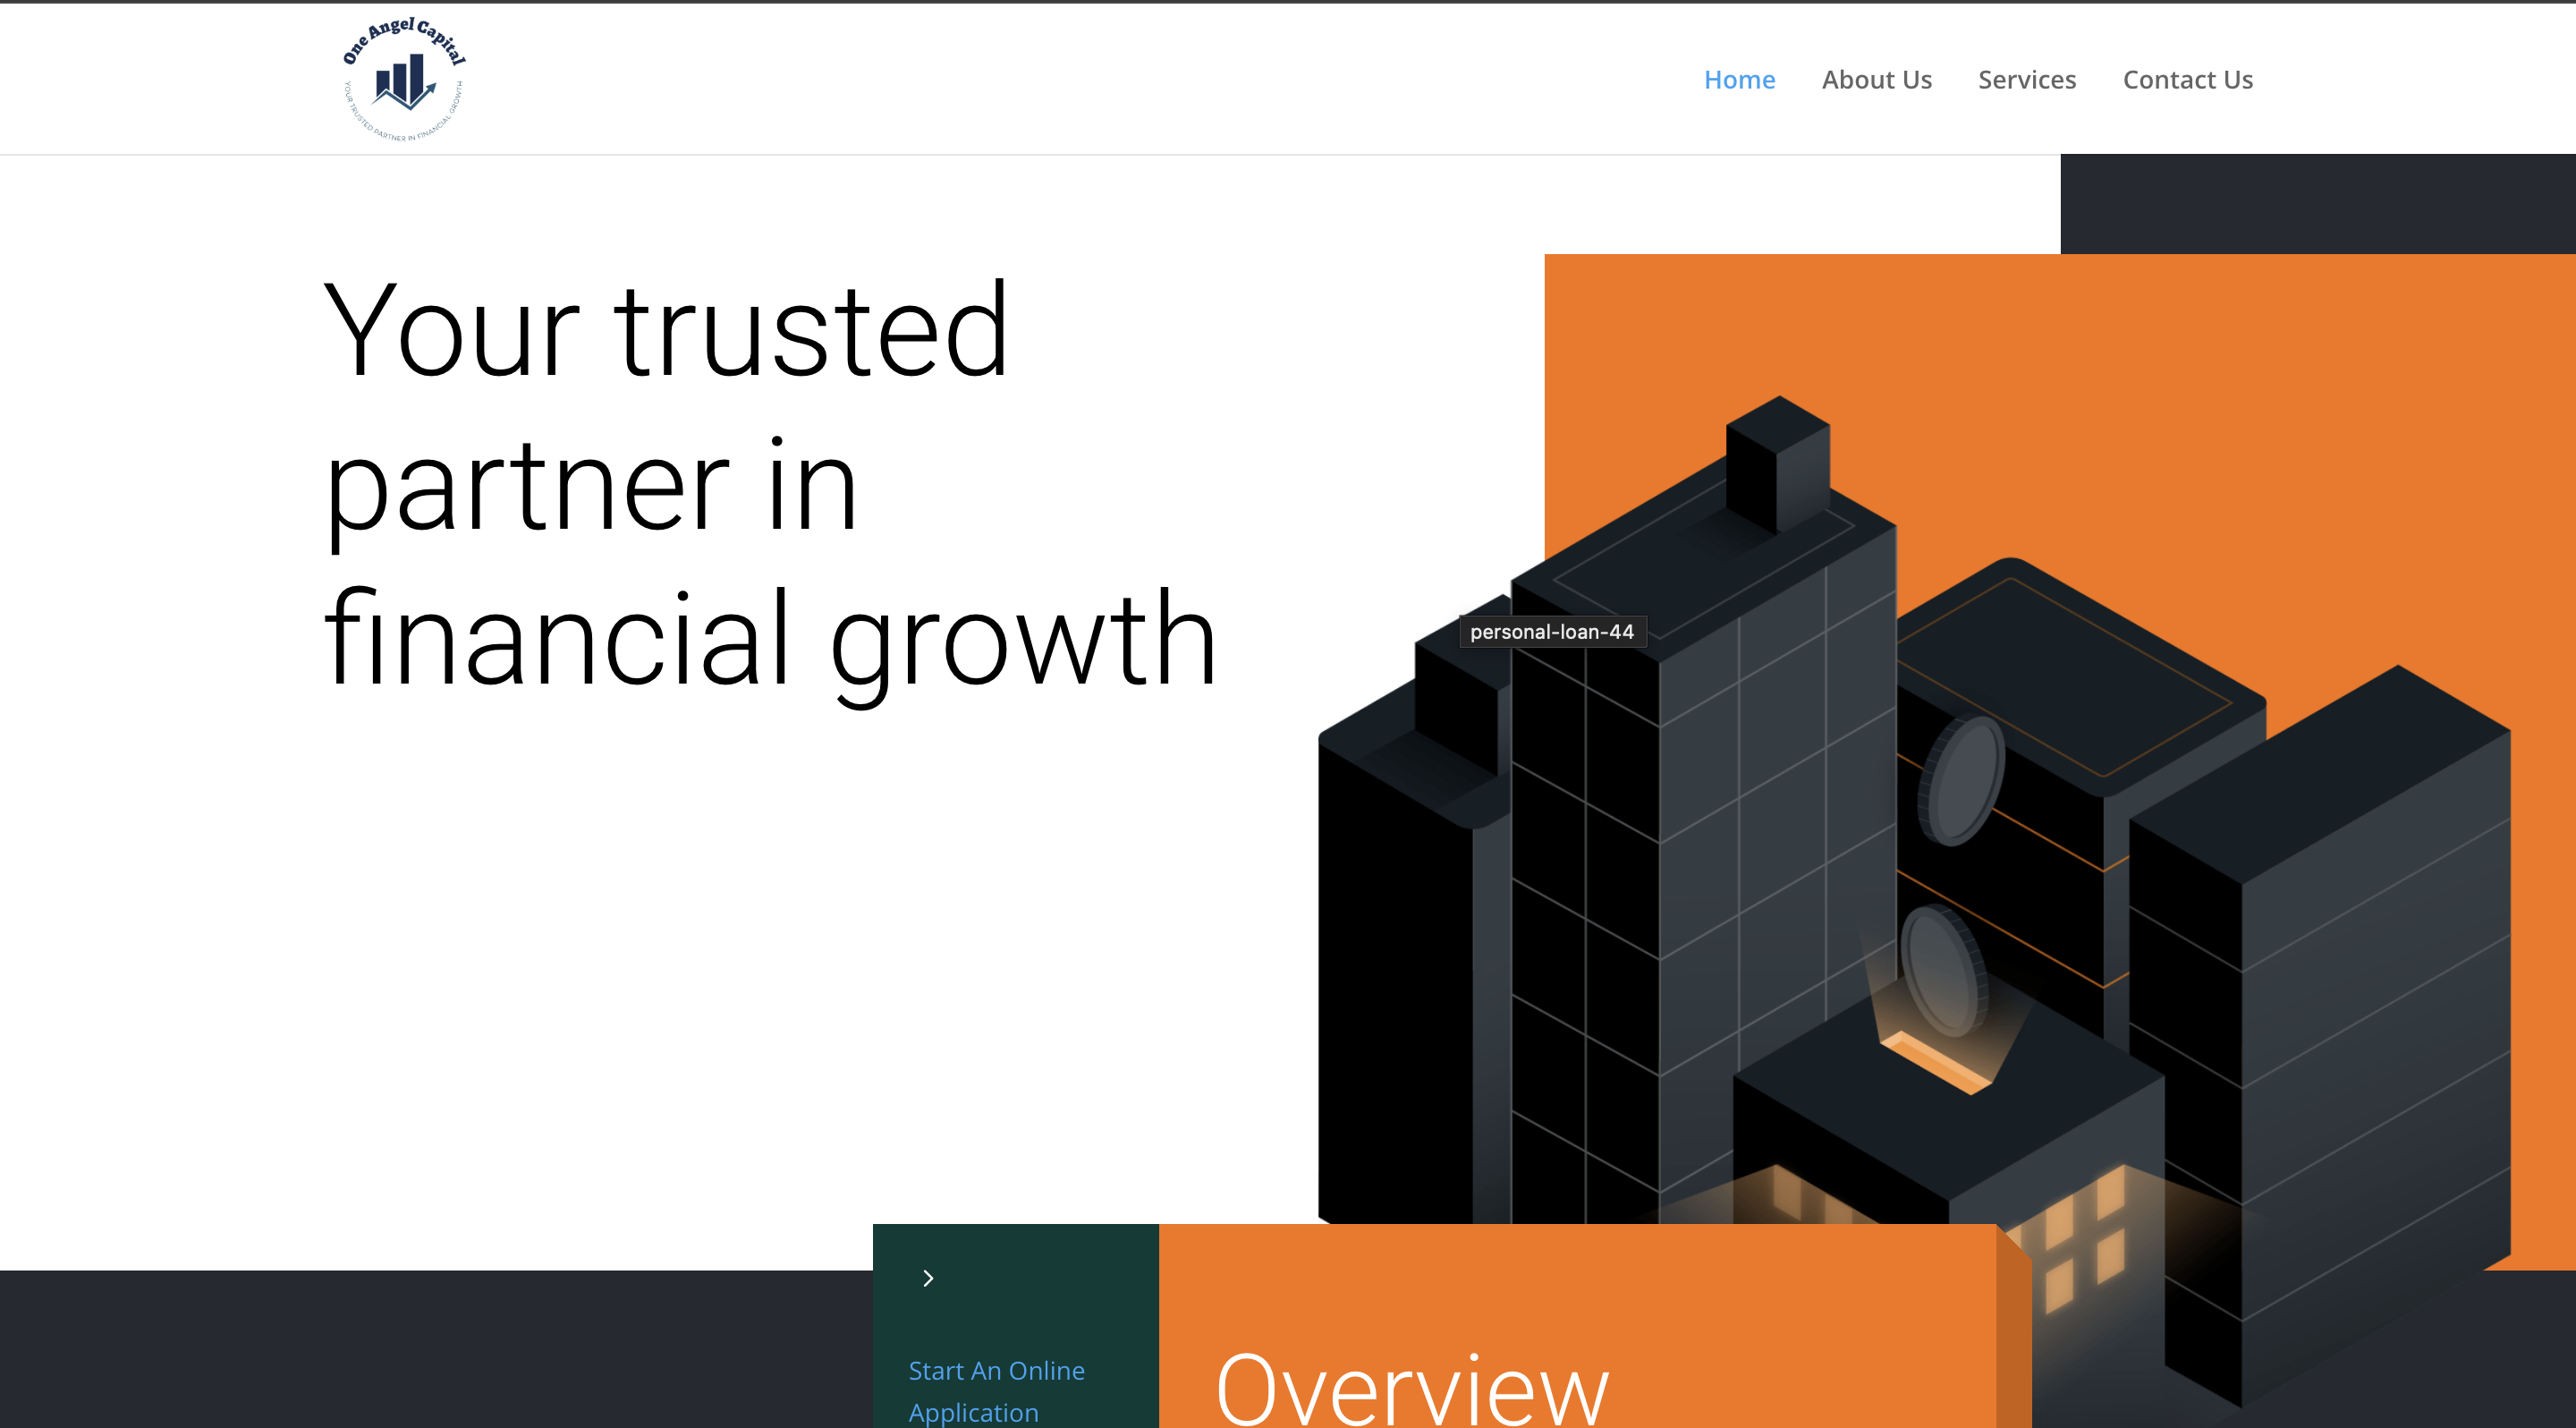 One Angel Capital
YOUR TRUSTED PARTNER IN FINANCIAL GROWTH
Home About Us Services Contact Us
Your trusted
partner in
financial growth
personal-loan-44
Start An Online
Application
Overview